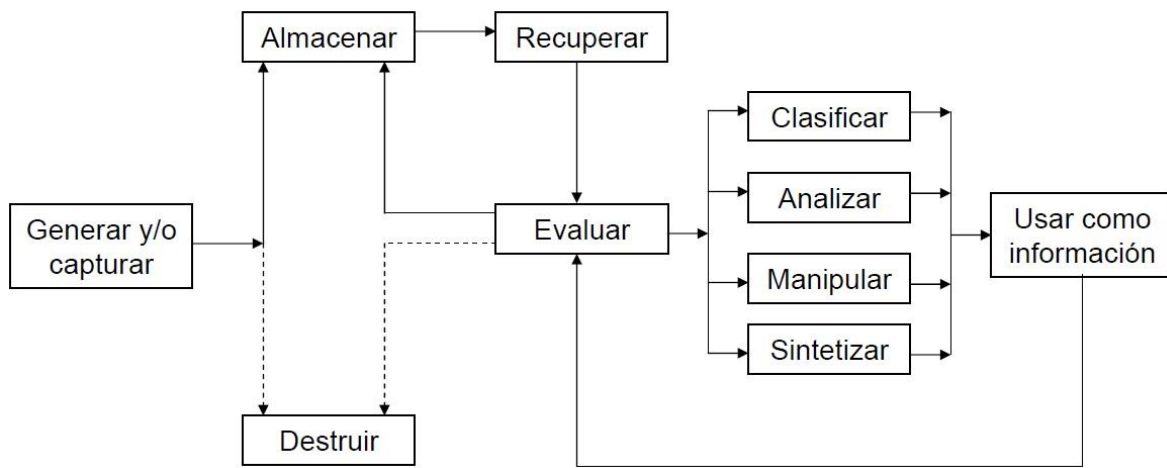 Almacenar
Recuperar
Clasificar
Analizar
Generar y/o
capturar
Evaluar
Usar como
información
Manipular
Sintetizar
Destruir